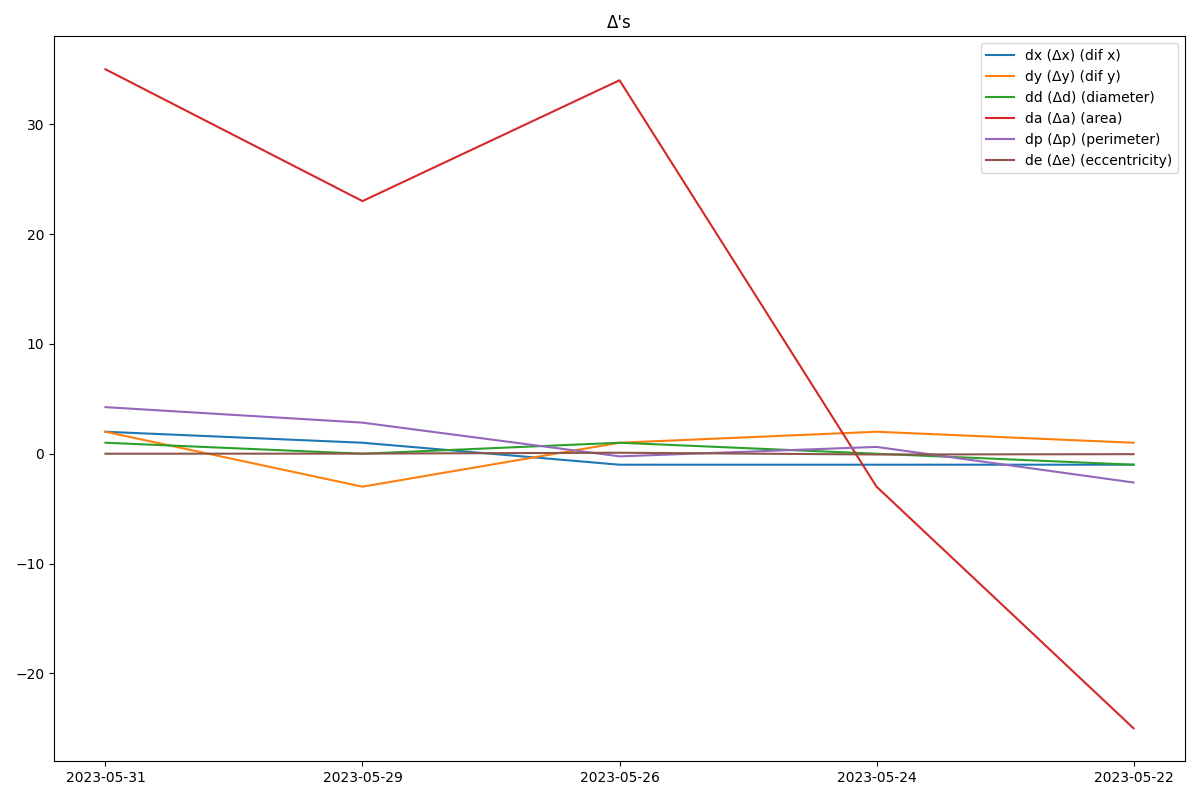 Δ's
dx (Δx) (dif x)
dy (Δy) (dif y)
dd (Δd) (diameter)
da (Δa) (area)
dp (Δp) (perimeter)
de (Δe) (eccentricity)
30
20
10
0
−10
−20
2023-05-31 2023-05-29 2023-05-26 2023-05-24 2023-05-22